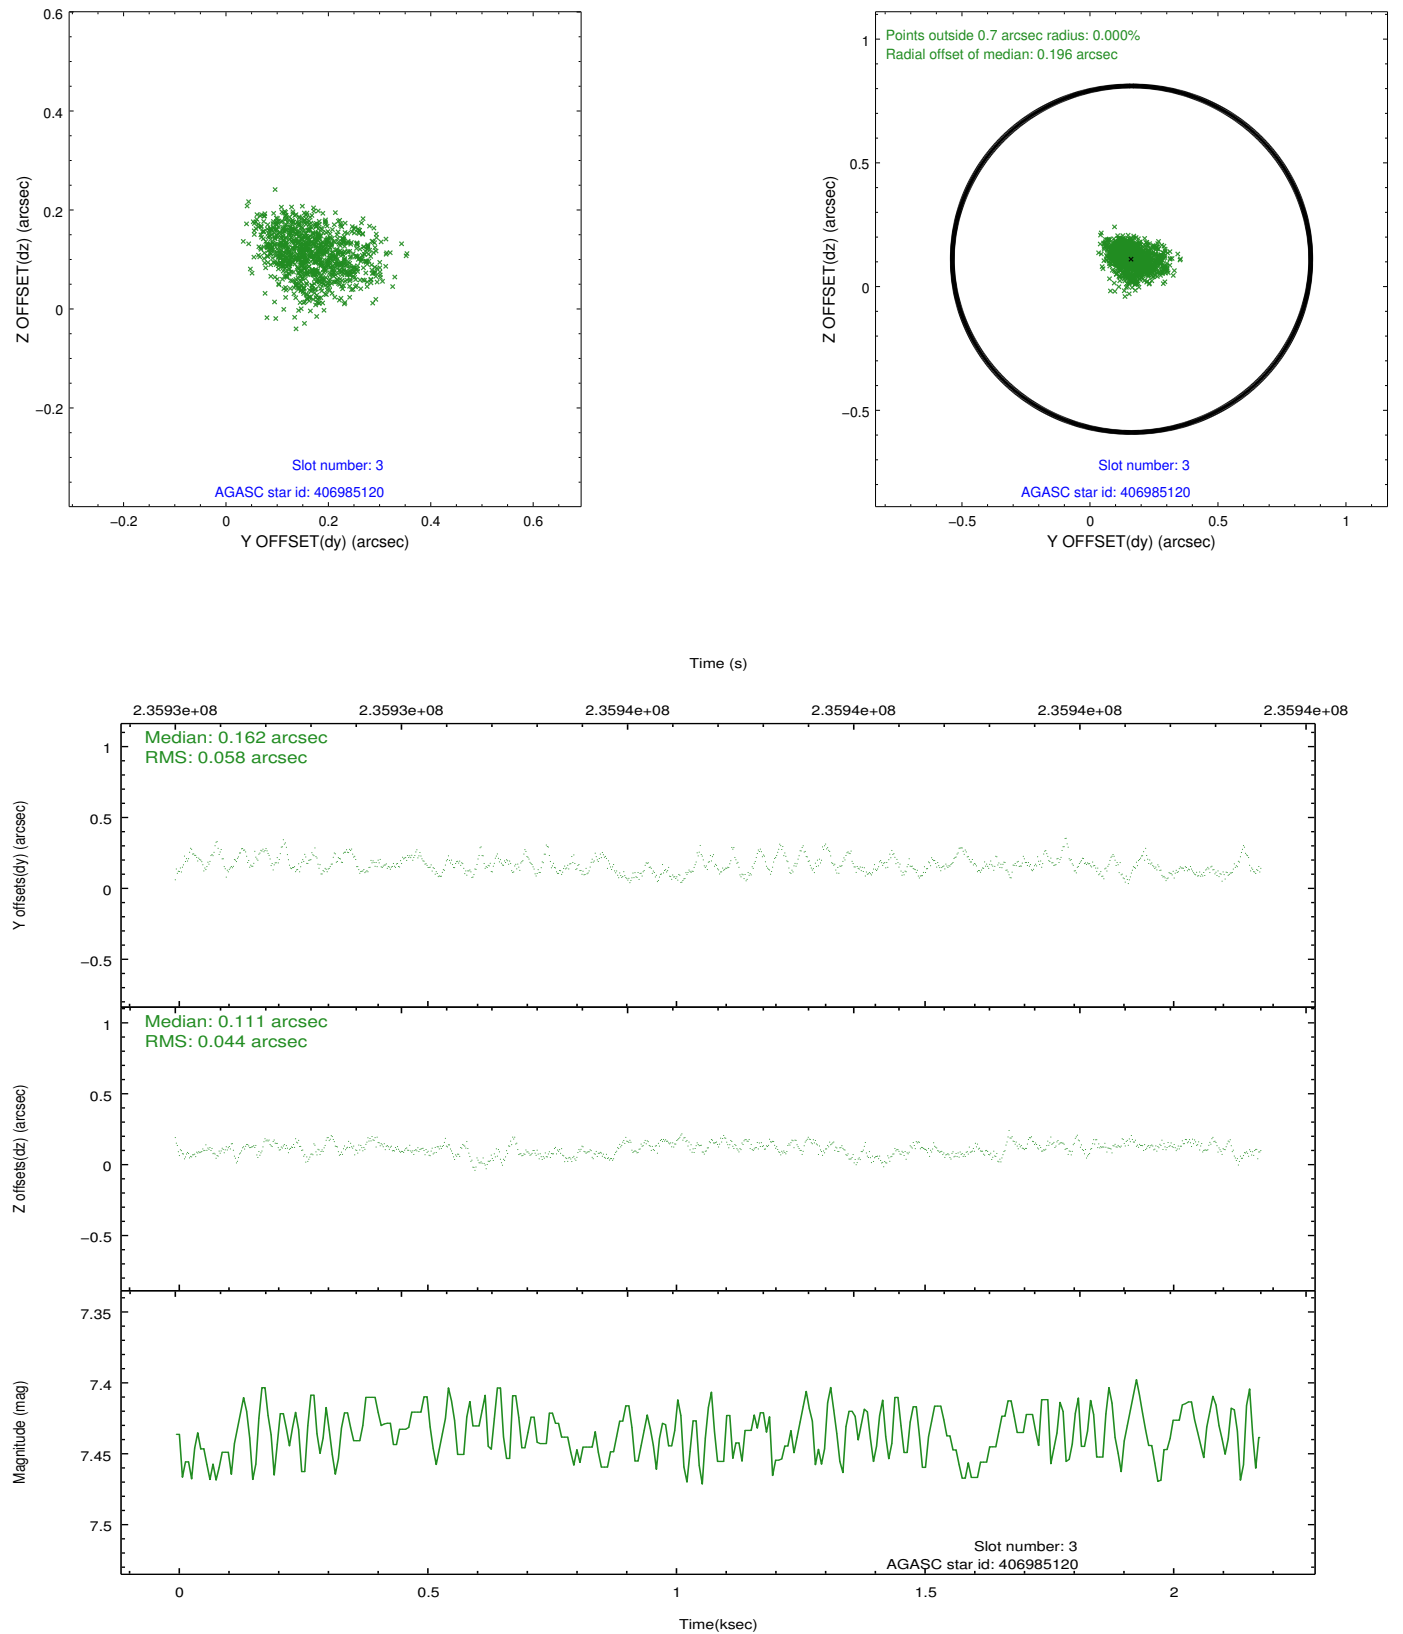 0.6
0.4
0.2
0
−0.2
Z OFFSET(dz) (arcsec)
Slot number: 3
AGASC star id: 406985120
−0.2 0 0.2 0.4 0.6
Y OFFSET(dy) (arcsec)
Points outside 0.7 arcsec radius: 0.000%
Radial offset of median: 0.196 arcsec
1
0.5
0
−0.5
Z OFFSET(dz) (arcsec)
Slot number: 3
AGASC star id: 406985120
−0.5 0 0.5 1
Y OFFSET(dy) (arcsec)
Time (s)
2.3593e+08 2.3593e+08 2.3594e+08 2.3594e+08 2.3594e+08 2.3594e+08
Median: 0.162 arcsec
RMS: 0.058 arcsec
1
0.5
0
−0.5
Y offsets(dy) (arcsec)
Median: 0.111 arcsec
RMS: 0.044 arcsec
1
0.5
0
−0.5
Z offsets(dz) (arcsec)
7.35
7.4
7.45
7.5
Magnitude (mag)
Slot number: 3
AGASC star id: 406985120
0 0.5 1 1.5 2
Time(ksec)